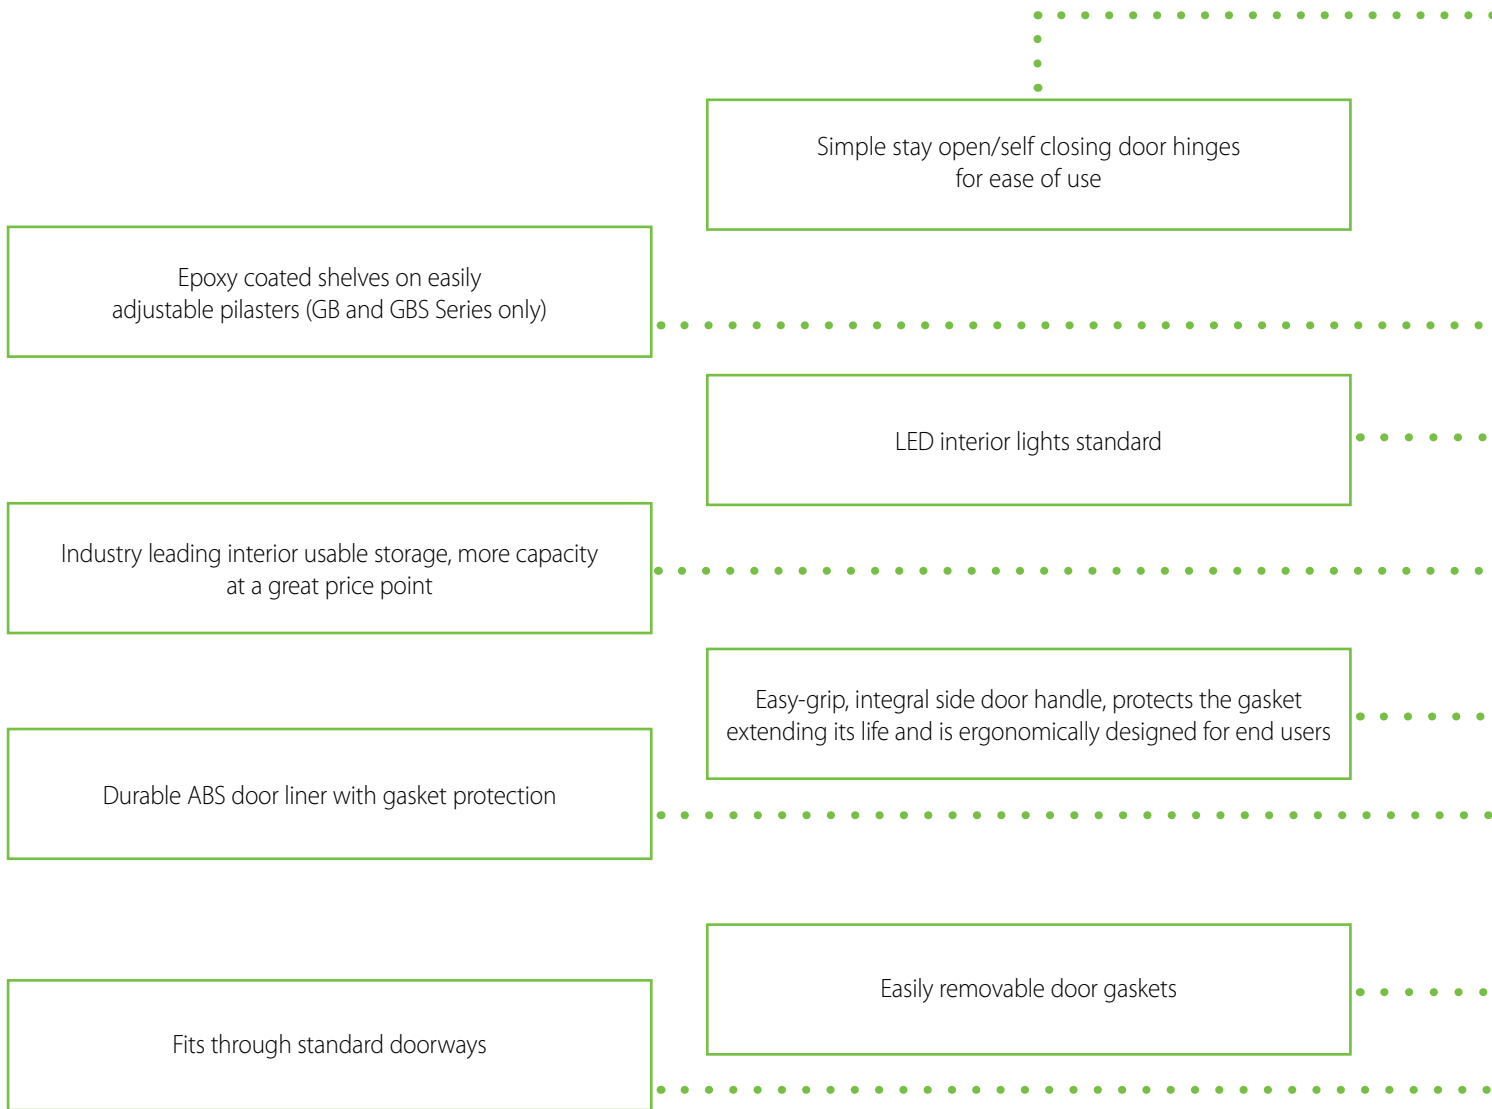 Simple stay open/self closing door hinges
for ease of use
Epoxy coated shelves on easily
adjustable pilasters (GB and GBS Series only)
LED interior lights standard
Industry leading interior usable storage, more capacity
at a great price point
Easy-grip, integral side door handle, protects the gasket
extending its life and is ergonomically designed for end users
Durable ABS door liner with gasket protection
Easily removable door gaskets
Fits through standard doorways